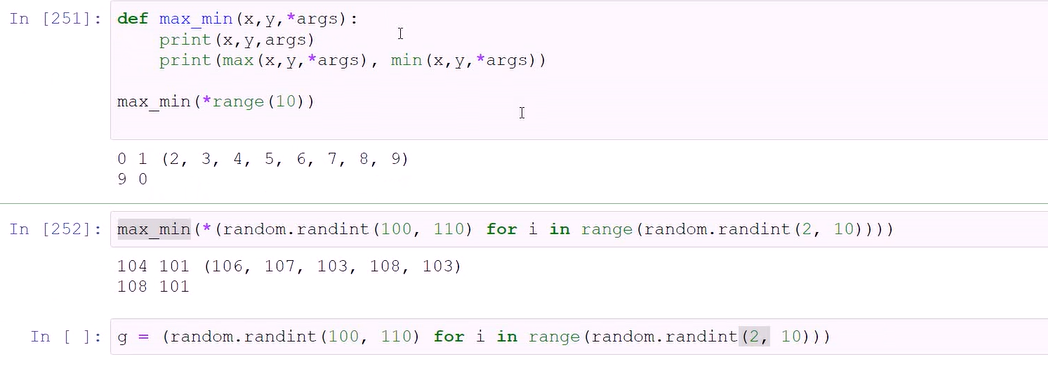 In [251]: def max_min(x,y,*args):
    print(x,y,args)
    print(max(x,y,*args), min(x,y,*args))
max_min(*range(10))
0 1 (2, 3, 4, 5, 6, 7, 8, 9)
9 0
In [252]: max_min(*(random.randint(100, 110) for i in range(random.randint(2, 10))))
104 101 (106, 107, 103, 108, 103)
108 101
In [ ]: g = (random.randint(100, 110) for i in range(random.randint(2, 10)))